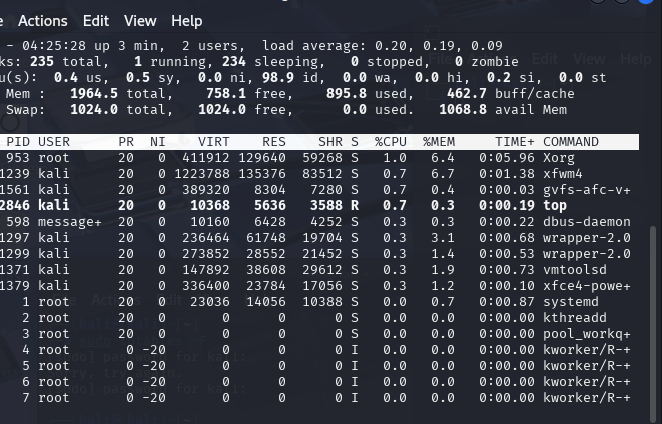 Actions Edit View Help
- 04:25:28 up 3 min, 2 users, load average: 0.20, 0.19, 0.09
ks: 235 total, 1 running, 234 sleeping, 0 stopped, 0 zombie
u(s): 0.4 us, 0.5 sy, 0.0 ni, 98.9 id, 0.0 wa, 0.0 hi, 0.2 si, 0.0 st
Mem : 1964.5 total, 758.1 free, 895.8 used, 462.7 buff/cache
Swap: 1024.0 total, 1024.0 free, 0.0 used. 1068.8 avail Mem
PID USER PR NI VIRT RES SHR S %CPU %MEM TIME+ COMMAND
953 root 20 0 411912 129640 59268 S 1.0 6.4 0:05.96 Xorg
1239 kali 20 0 1223788 135376 83512 S 0.7 6.7 0:01.38 xfwm4
1561 kali 20 0 389320 8304 7280 S 0.7 0.4 0:00.03 gvfs-afc-v+
2846 kali 20 0 10368 5636 3588 R 0.7 0.3 0:00.19 top
598 message+ 20 0 10160 6428 4252 S 0.3 0.3 0:00.22 dbus-daemon
1297 kali 20 0 236464 61748 19704 S 0.3 3.1 0:00.68 wrapper-2.0
1299 kali 20 0 273852 28552 21452 S 0.3 1.4 0:00.53 wrapper-2.0
1371 kali 20 0 147892 38608 29612 S 0.3 1.9 0:00.73 vmtoolsd
1379 kali 20 0 336400 23784 17056 S 0.3 1.2 0:00.10 xfce4-powe+
1 root 20 0 23036 14056 10388 S 0.0 0.7 0:00.87 systemd
2 root 20 0 0 0 0 S 0.0 0.0 0:00.00 kthreadd
3 root 20 0 0 0 0 S 0.0 0.0 0:00.00 pool_workq+
4 root 0 -20 0 0 0 I 0.0 0.0 0:00.00 kworker/R-+
5 root 0 -20 0 0 0 I 0.0 0.0 0:00.00 kworker/R-+
6 root 0 -20 0 0 0 I 0.0 0.0 0:00.00 kworker/R-+
7 root 0 -20 0 0 0 I 0.0 0.0 0:00.00 kworker/R-+